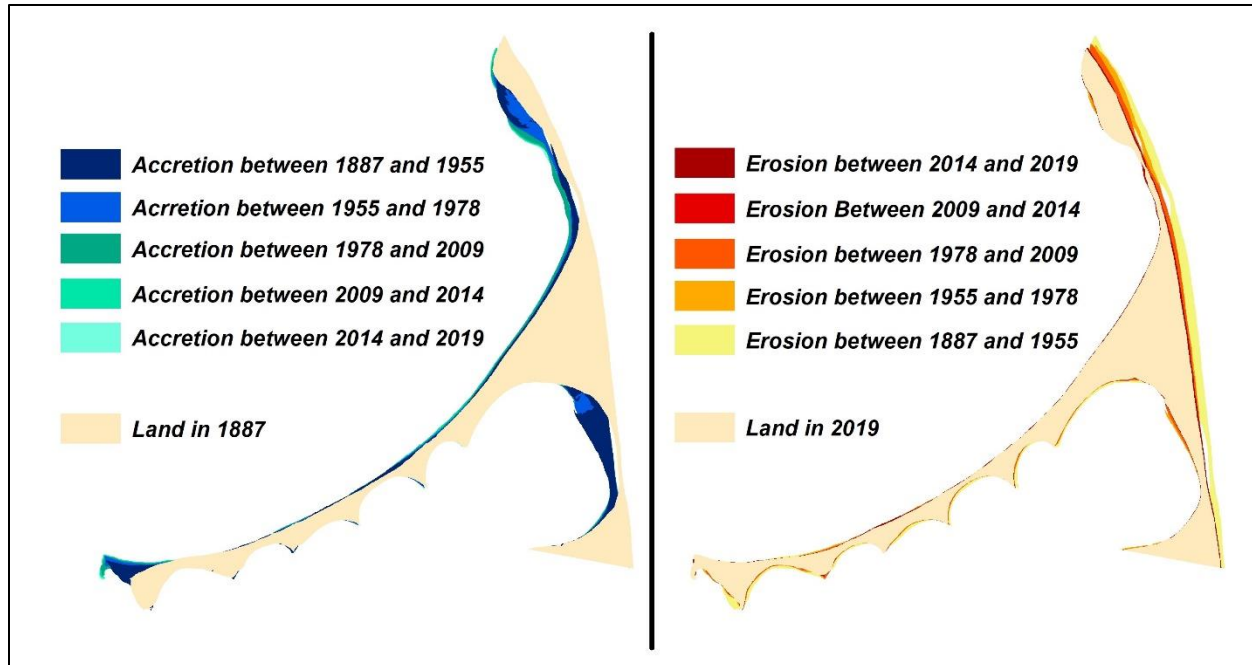 Accretion between 1887 and 1955
Acrretion between 1955 and 1978
Accretion between 1978 and 2009
Accretion between 2009 and 2014
Accretion between 2014 and 2019
Land in 1887
Erosion between 2014 and 2019
Erosion Between 2009 and 2014
Erosion between 1978 and 2009
Erosion between 1955 and 1978
Erosion between 1887 and 1955
Land in 2019